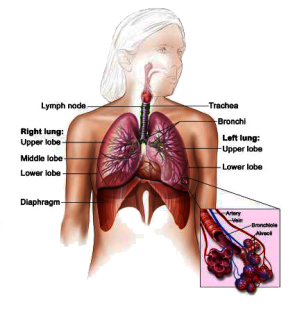 Lymph node
Trachea
Bronchi
Right lung:
Upper lobe
Middle lobe
Lower lobe
Left lung:
Upper lobe
Lower lobe
Diaphragm
Artery
Vein
Bronchiole
Alveoli